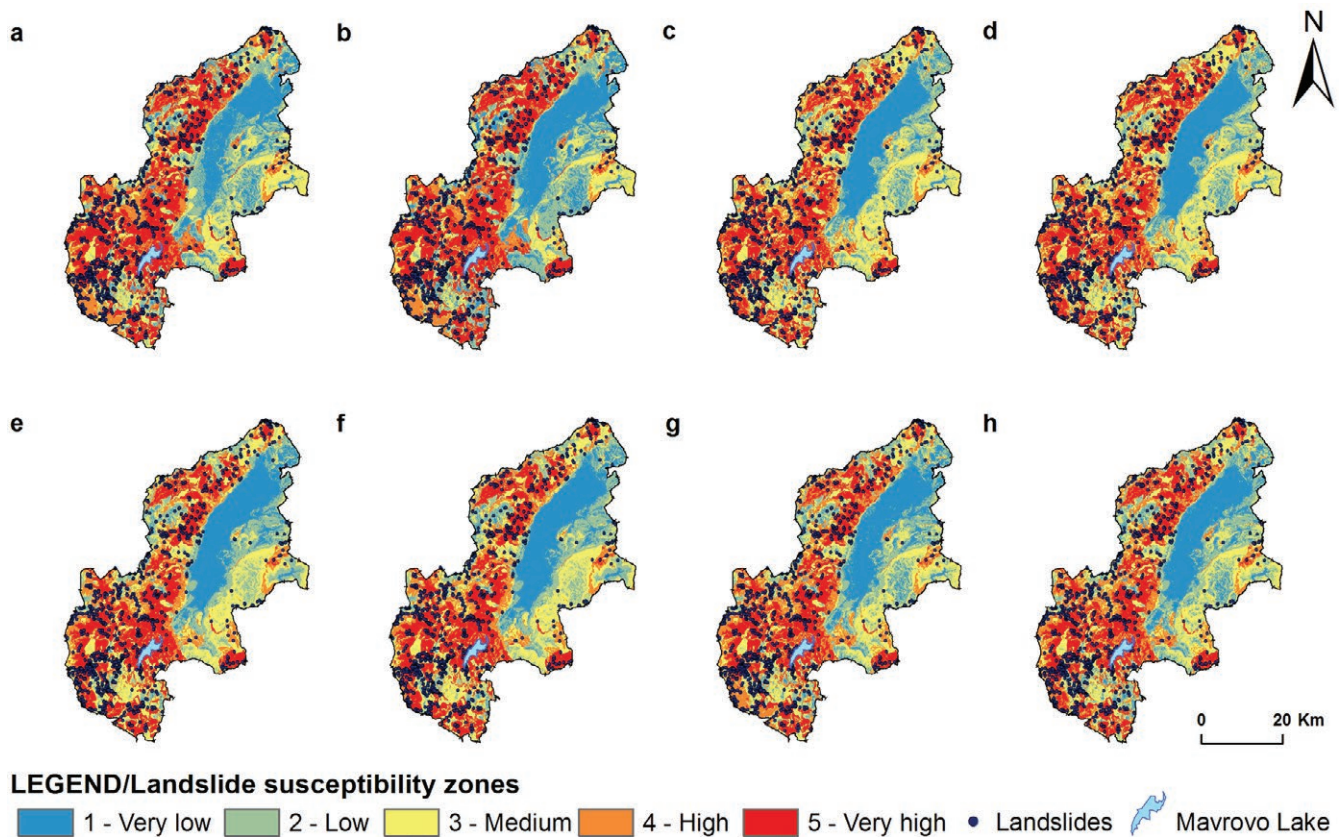 a b c d N
e f g h
0 20 Km
LEGEND/Landslide susceptibility zones
1 - Very low 2 - Low 3 - Medium 4 - High 5 - Very high Landslides Mavrovo Lake